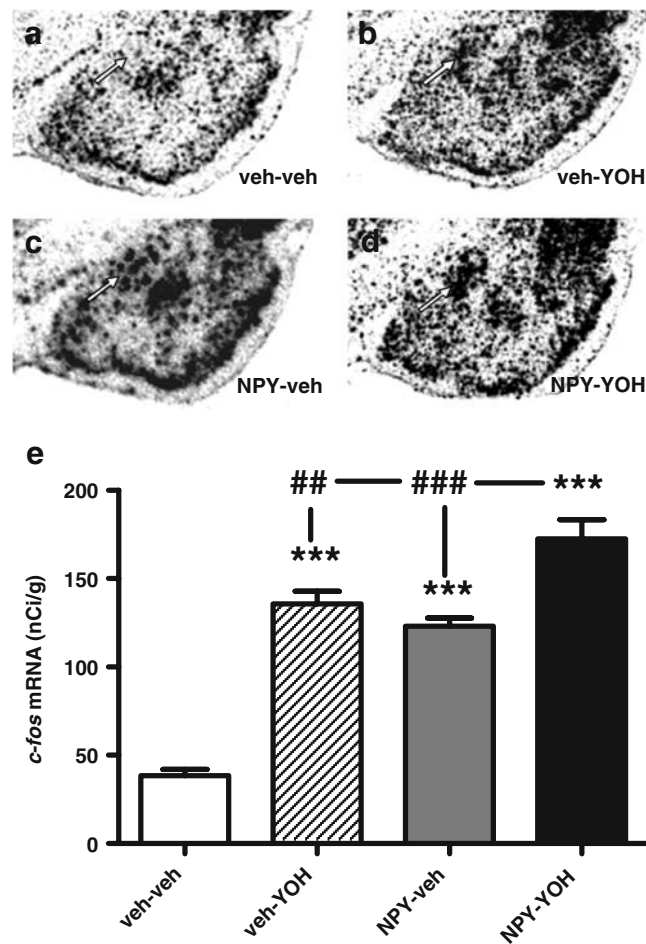 a
b
veh-veh
veh-YOH
c
d
NPY-veh
NPY-YOH
e
## ### ***
*** ***
200
150
100
50
0
c-fos mRNA (nCi/g)
veh-veh
veh-YOH
NPY-veh
NPY-YOH